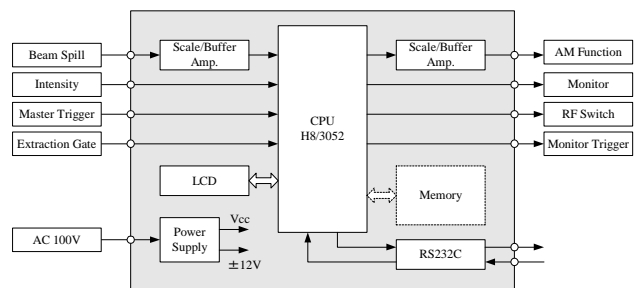 Beam Spill
Intensity
Master Trigger
Extraction Gate
AC 100V
Scale/Buffer
Amp.
LCD
Power
Supply
Vcc
±12V
CPU
H8/3052
Scale/Buffer
Amp.
Memory
RS232C
AM Function
Monitor
RF Switch
Monitor Trigger